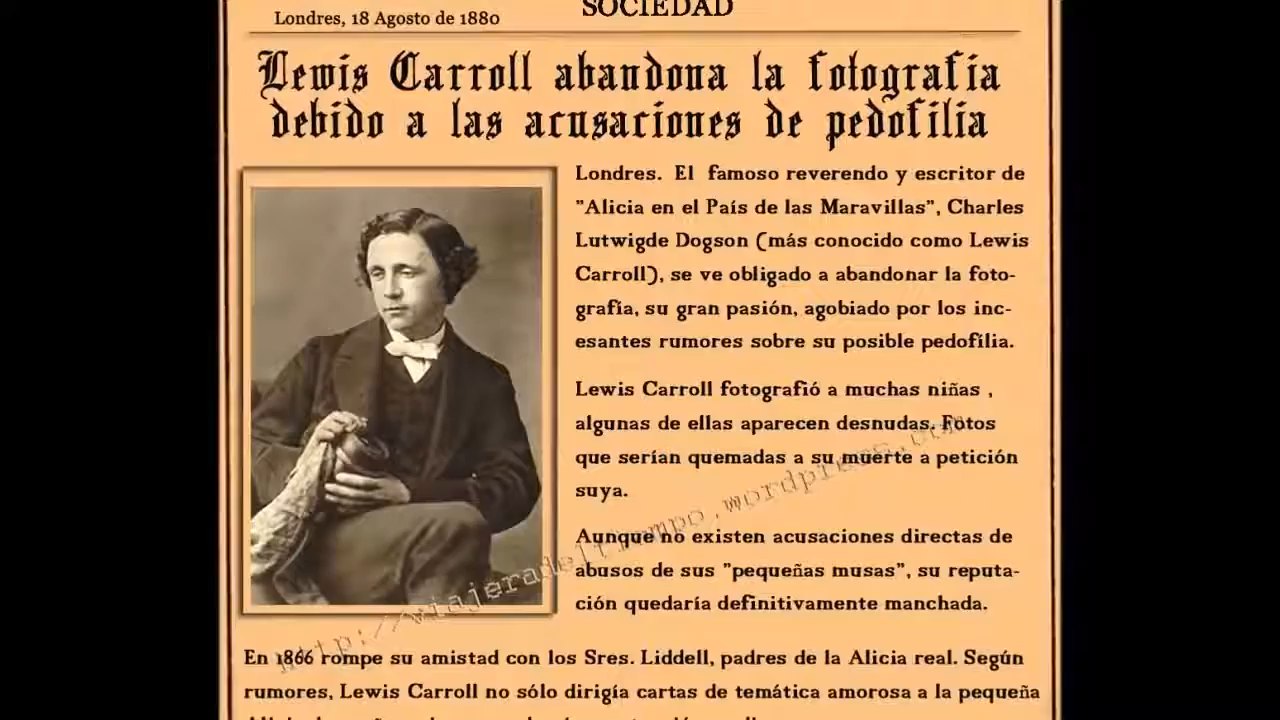 SOCIEDAD
Londres, 18 Agosto de 1880
Lewis Carroll abandona la fotografía
debido a las acusaciones de pedofilia
Londres. El famoso reverendo y escritor de
"Alicia en el País de las Maravillas", Charles
Lutwigde Dogson (más conocido como Lewis
Carroll), se ve obligado a abandonar la foto-
grafía, su gran pasión, agobiado por los inc-
esantes rumores sobre su posible pedofilia.
Lewis Carroll fotografió a muchas niñas ,
algunas de ellas aparecen desnudas. Fotos
que serían quemadas a su muerte a petición
suya.
Aunque no existen acusaciones directas de
abusos de sus "pequeñas musas", su reputa-
ción quedaría definitivamente manchada.
http://viajeradeltiempo.wordpress.com
En 1866 rompe su amistad con los Sres. Liddell, padres de la Alicia real. Según
rumores, Lewis Carroll no sólo dirigía cartas de temática amorosa a la pequeña